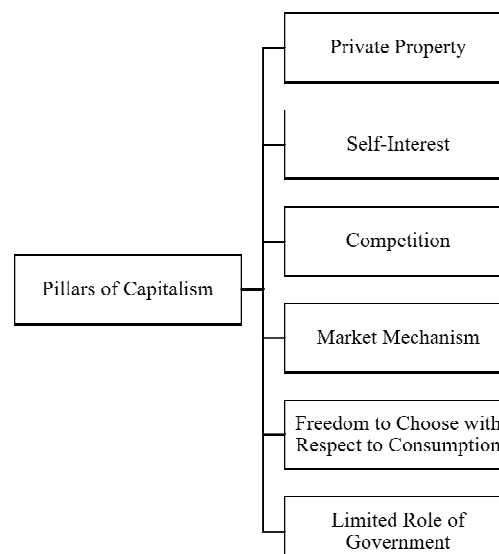 Private Property
Self-Interest
Competition
Pillars of Capitalism
Market Mechanism
Freedom to Choose with
Respect to Consumption
Limited Role of
Government